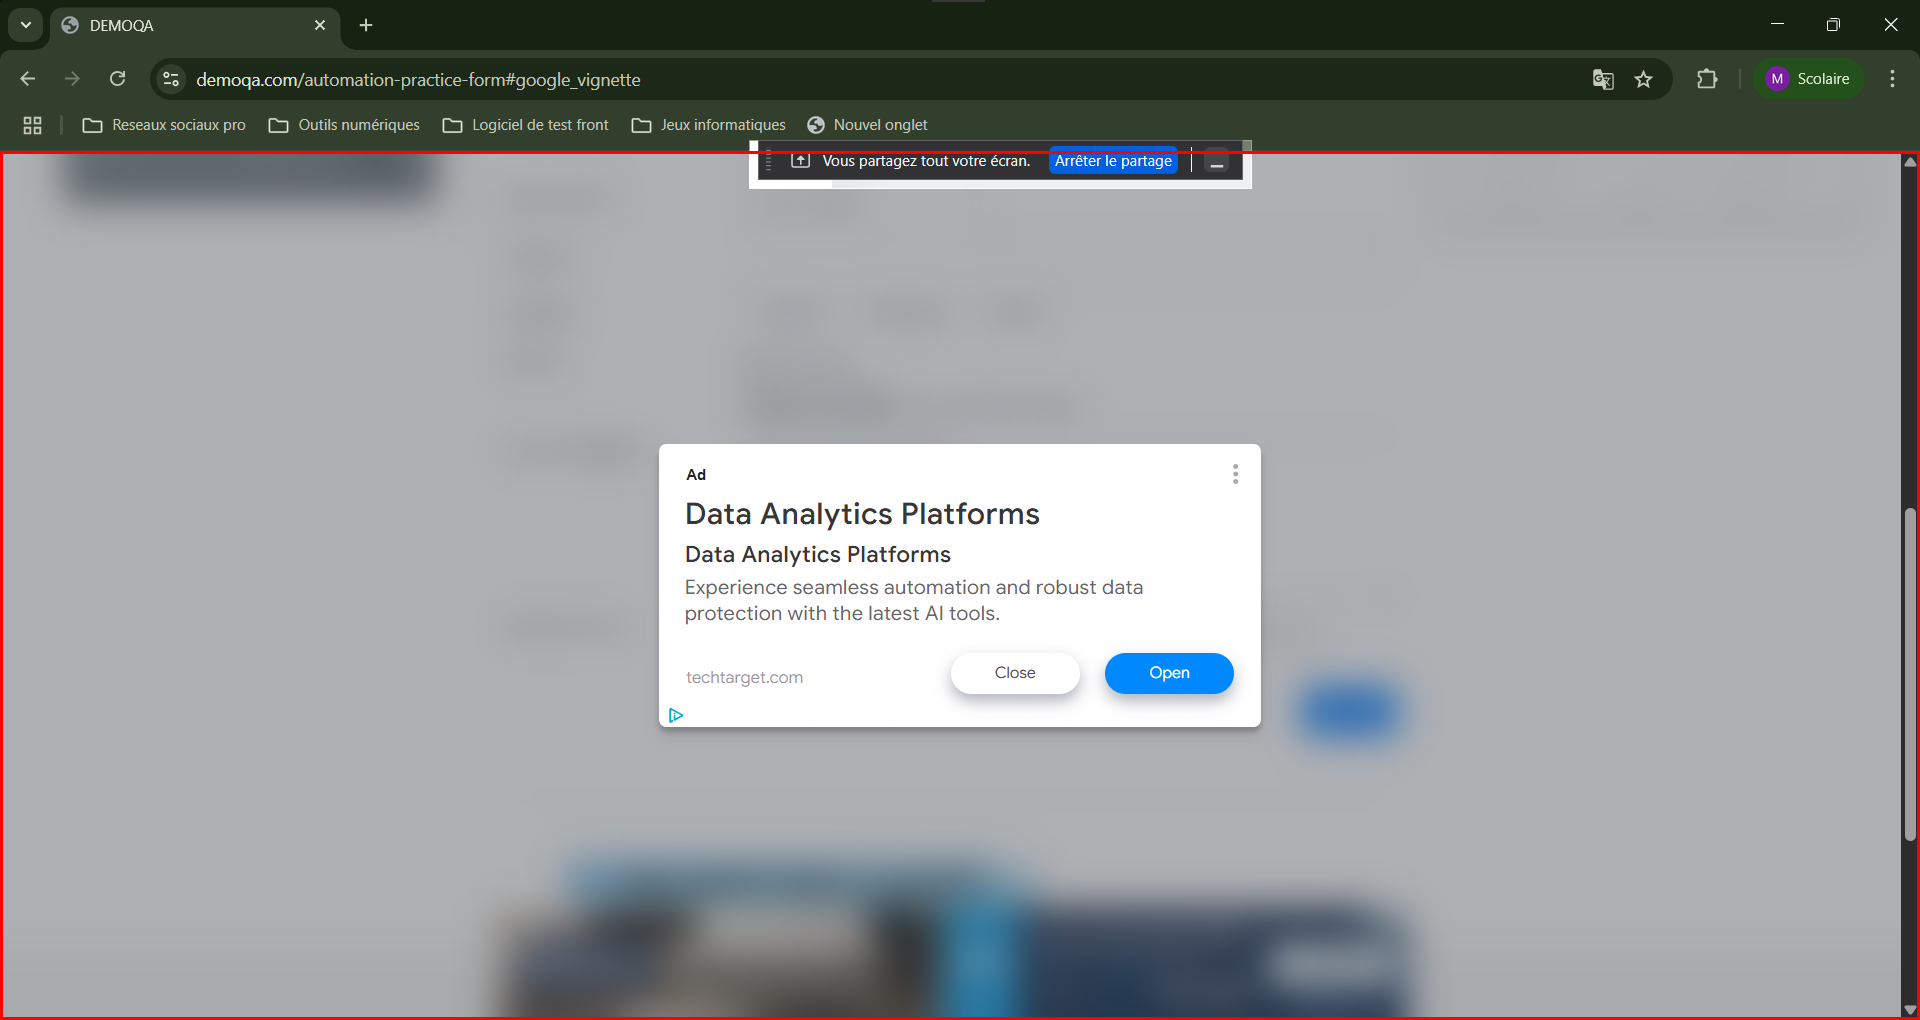 DEMOQA
demoqa.com/automation-practice-form#google_vignette
M Scolaire
Reseaux sociaux pro
Outils numériques
Logiciel de test front
Jeux informatiques
Nouvel onglet
Vous partagez tout votre écran.
Arrêter le partage
Ad
Data Analytics Platforms
Data Analytics Platforms
Experience seamless automation and robust data
protection with the latest AI tools.
techtarget.com
Close
Open